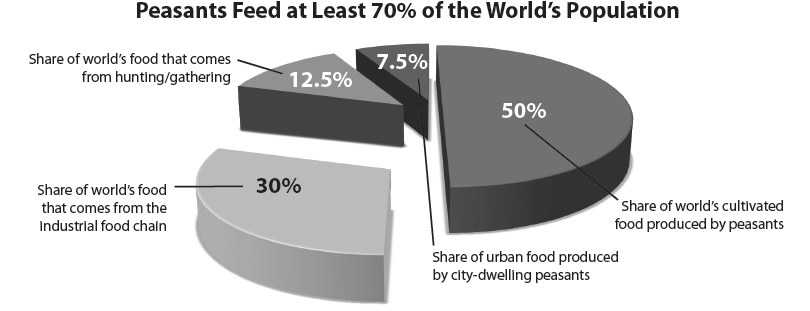 Peasants Feed at Least 70% of the World's Population
Share of world's food that comes
from hunting/gathering
12.5%
7.5%
50%
30%
Share of world's food
that comes from the
industrial food chain
Share of world's cultivated
food produced by peasants
Share of urban food produced
by city-dwelling peasants